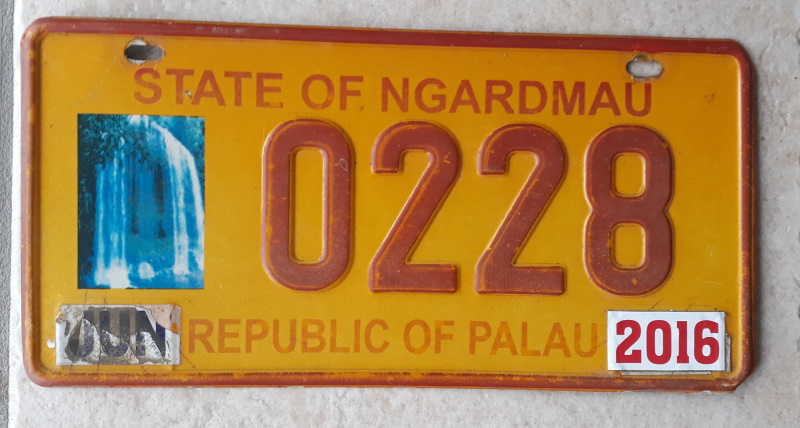 STATE OF NGARDMAU
0228
JUN REPUBLIC OF PALAU 2016